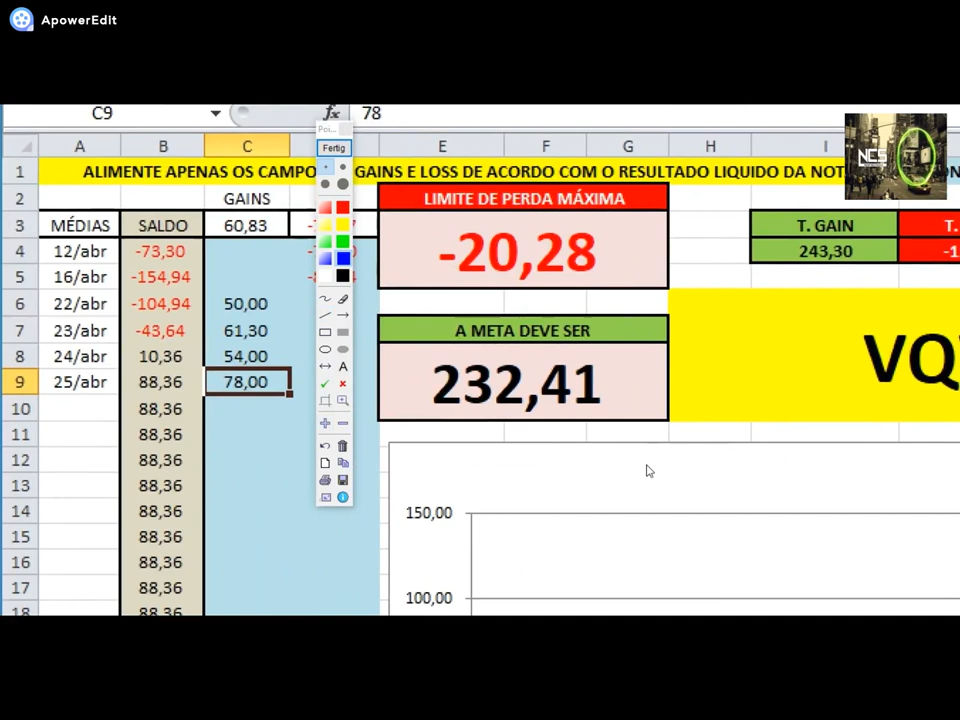 ApowerEdit
C9 fx 78
Poi...
A B C E F G H I
Fertig
1 ALIMENTE APENAS OS CAMPO GAINS E LOSS DE ACORDO COM O RESULTADO LIQUIDO DA NOT
NCS
2 GAINS LIMITE DE PERDA MÁXIMA
3 MÉDIAS SALDO 60,83 -20,28 T. GAIN T.
4 12/abr -73,30 243,30 -1
5 16/abr -154,94
6 22/abr -104,94 50,00
7 23/abr -43,64 61,30 A META DEVE SER
8 24/abr 10,36 54,00 232,41
9 25/abr 88,36 78,00
10 88,36
11 88,36
12 88,36
13 88,36
14 88,36 150,00
15 88,36
16 88,36
17 88,36 100,00
18 88,36